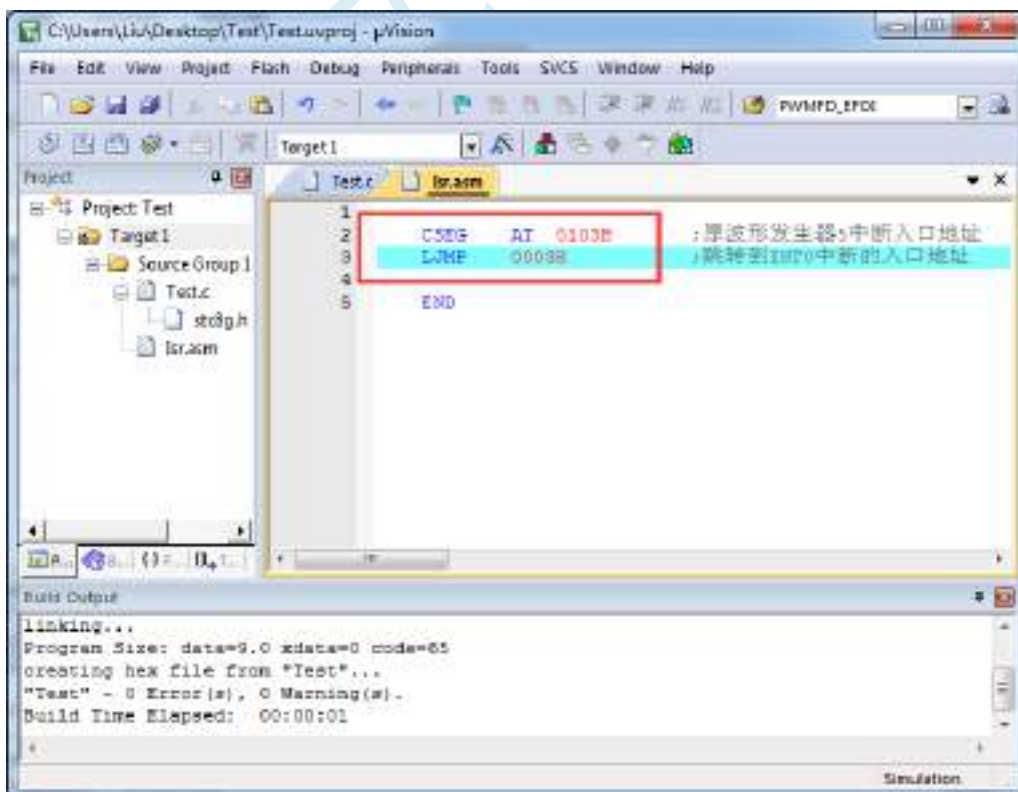 C:\Users\Liu\Desktop\Test\Test.uvproj - µVision
File Edit View Project Flash Debug Peripherals Tools SVCS Window Help
PWMFD_EFDI
Target 1
Project
Test.c
Isr.asm
Project: Test
Target 1
Source Group 1
Test.c
stc8g.h
Isr.asm
1
2 CSEG AT 0103H ;原波形发生器5中断入口地址
3 LJMP 0003H ;跳转到INT0中断的入口地址
4
5 END
Build Output
linking...
Program Size: data=9.0 xdata=0 code=65
creating hex file from "Test"...
"Test" - 0 Error(s), 0 Warning(s).
Build Time Elapsed: 00:00:01
Simulation